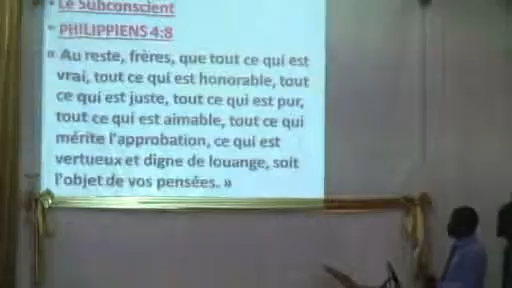 • Le Subconscient
- PHILIPPIENS 4:8
« Au reste, frères, que tout ce qui est
vrai, tout ce qui est honorable, tout
ce qui est juste, tout ce qui est pur,
tout ce qui est aimable, tout ce qui
mérite l'approbation, ce qui est
vertueux et digne de louange, soit
l'objet de vos pensées. »